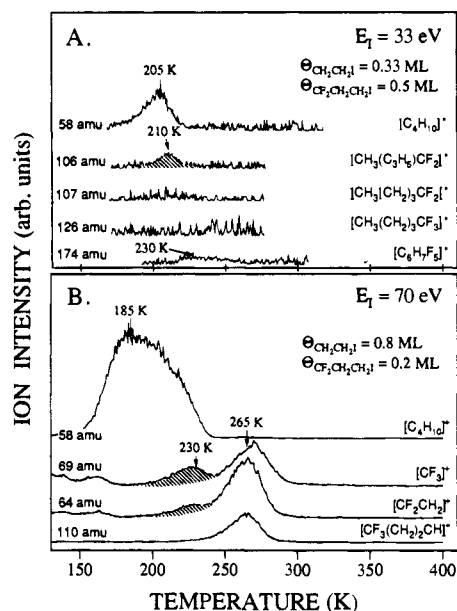 A.
E_I = 33 eV
Θ_CH2CH2I = 0.33 ML
Θ_CF2CH2CH2I = 0.5 ML
205 K
58 amu
[C4H10]+
210 K
106 amu
[CH3(C3H5)CF2]+
107 amu
[CH3(CH2)3CF2]+
126 amu
[CH3(CH2)3CF3]+
230 K
174 amu
[C6H7F5]+
B.
E_I = 70 eV
185 K
Θ_CH2CH2I = 0.8 ML
Θ_CF2CH2CH2I = 0.2 ML
265 K
58 amu
[C4H10]+
230 K
69 amu
[CF3]+
64 amu
[CF2CH2]+
110 amu
[CF3(CH2)2CH]+
150 200 250 300 350 400
TEMPERATURE (K)
ION INTENSITY (arb. units)